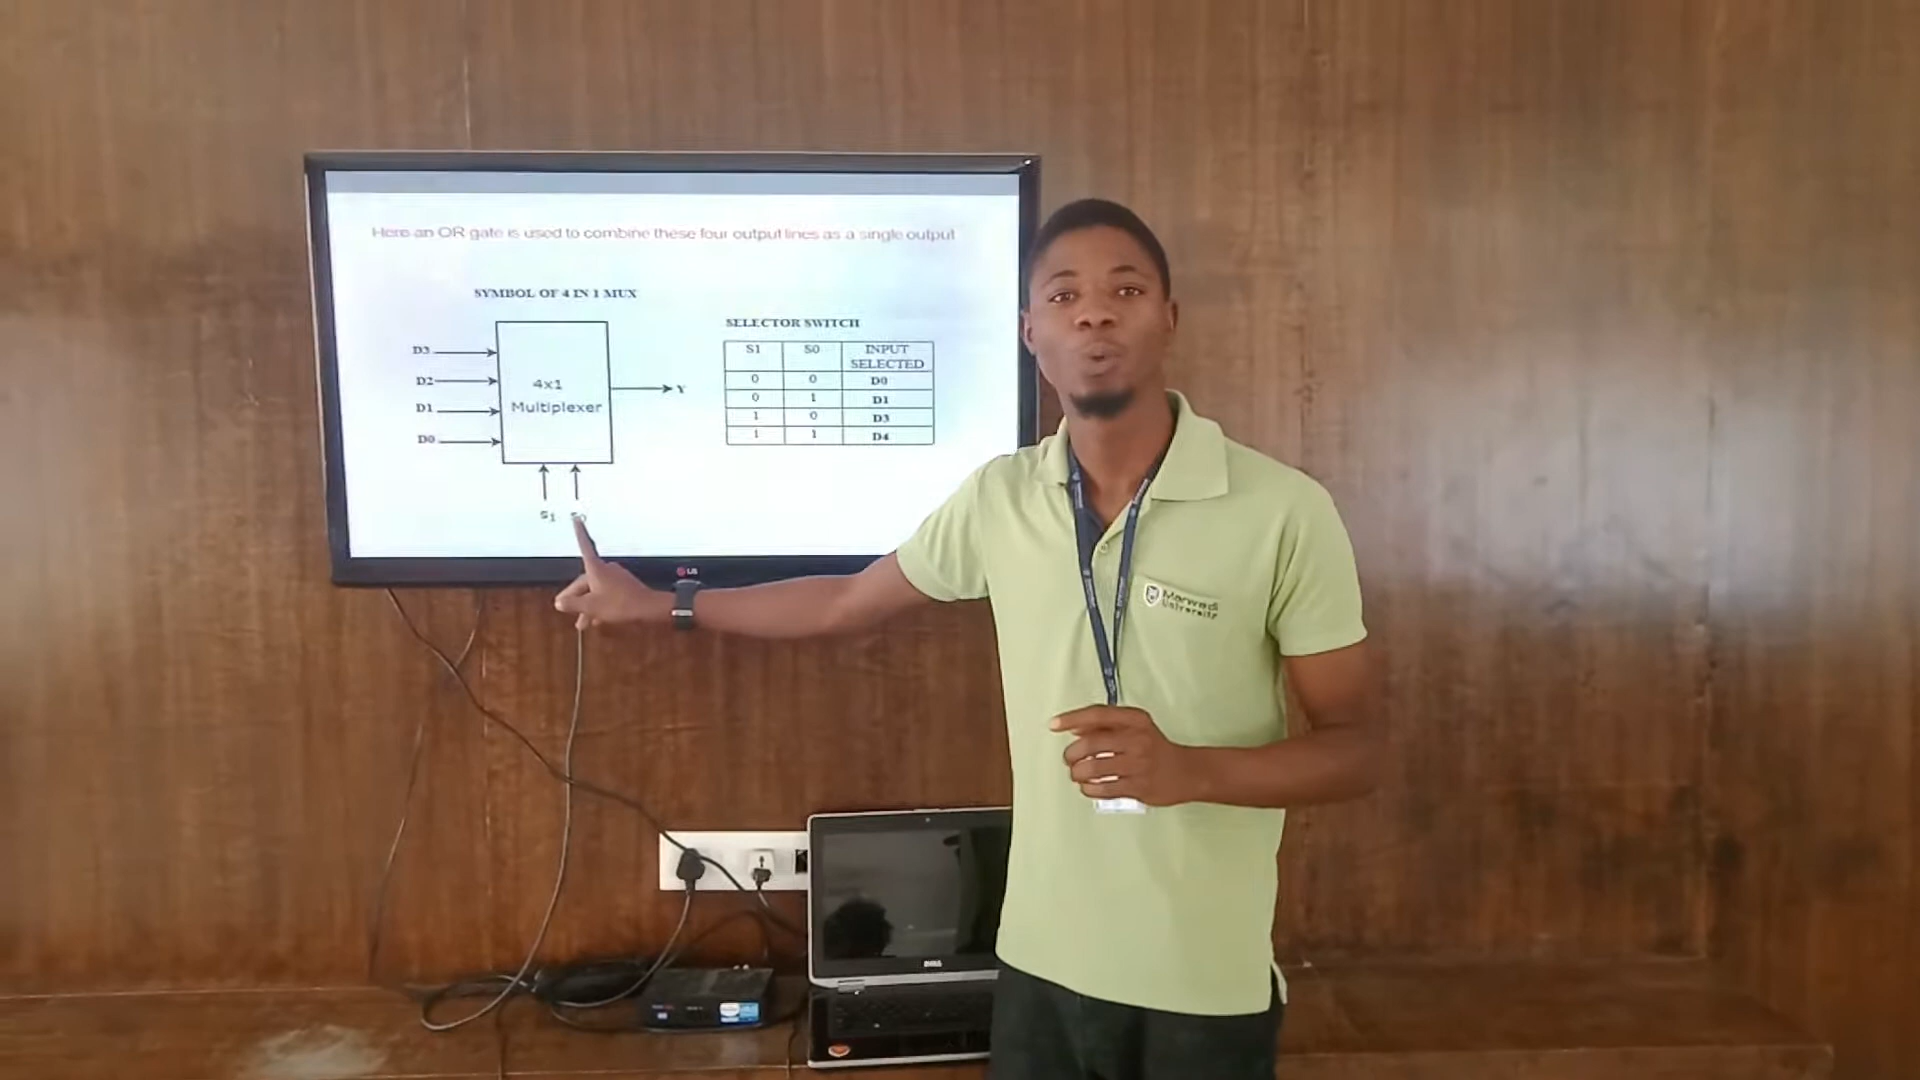 Here an OR gate is used to combine these four output lines as a single output
SYMBOL OF 4 IN 1 MUX
D3
D2
D1
D0
4x1
Multiplexer
Y
S1 S0
SELECTOR SWITCH
S1 S0 INPUT SELECTED
0 0 D0
0 1 D1
1 0 D3
1 1 D4
LG
Marwadi
University
DELL